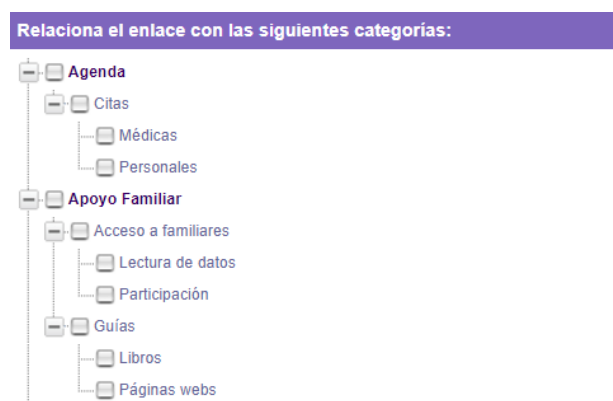 Relaciona el enlace con las siguientes categorías:
Agenda
Citas
Médicas
Personales
Apoyo Familiar
Acceso a familiares
Lectura de datos
Participación
Guías
Libros
Páginas webs